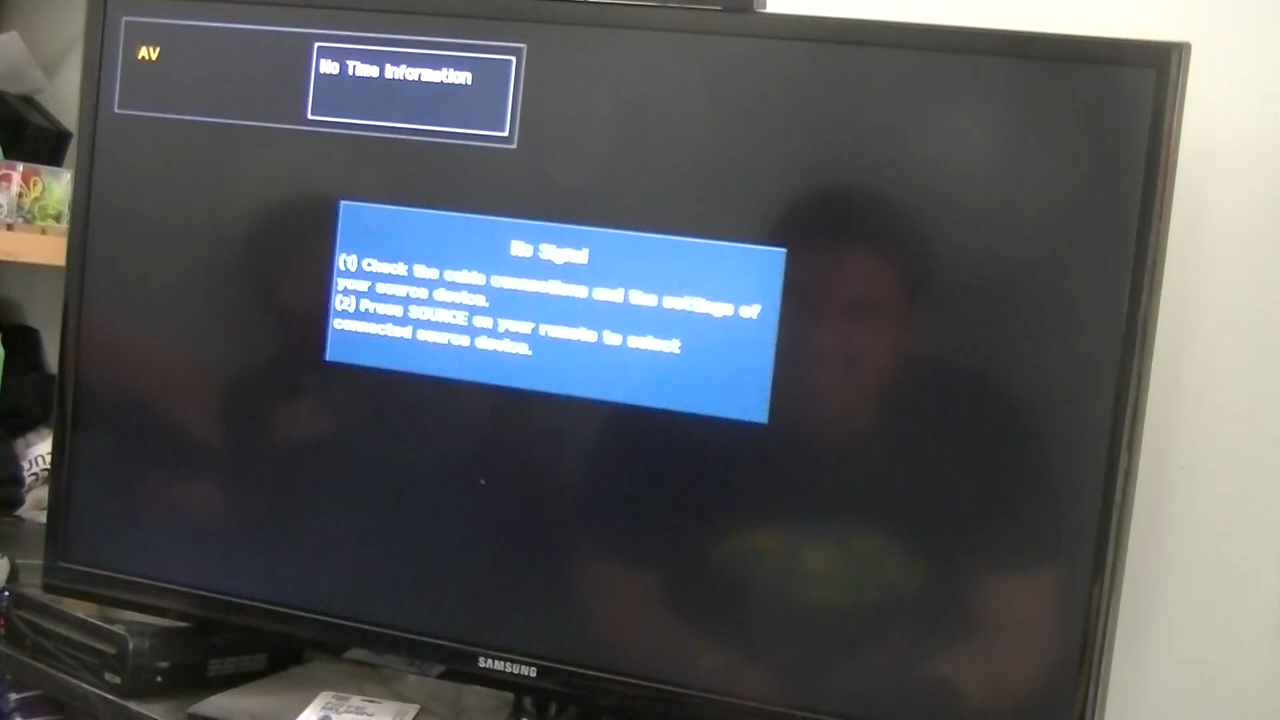 AV
No Time Information
No Signal
(1) Check the cable connections and the settings of
your source device.
(2) Press SOURCE on your remote to select
connected source device.
SAMSUNG